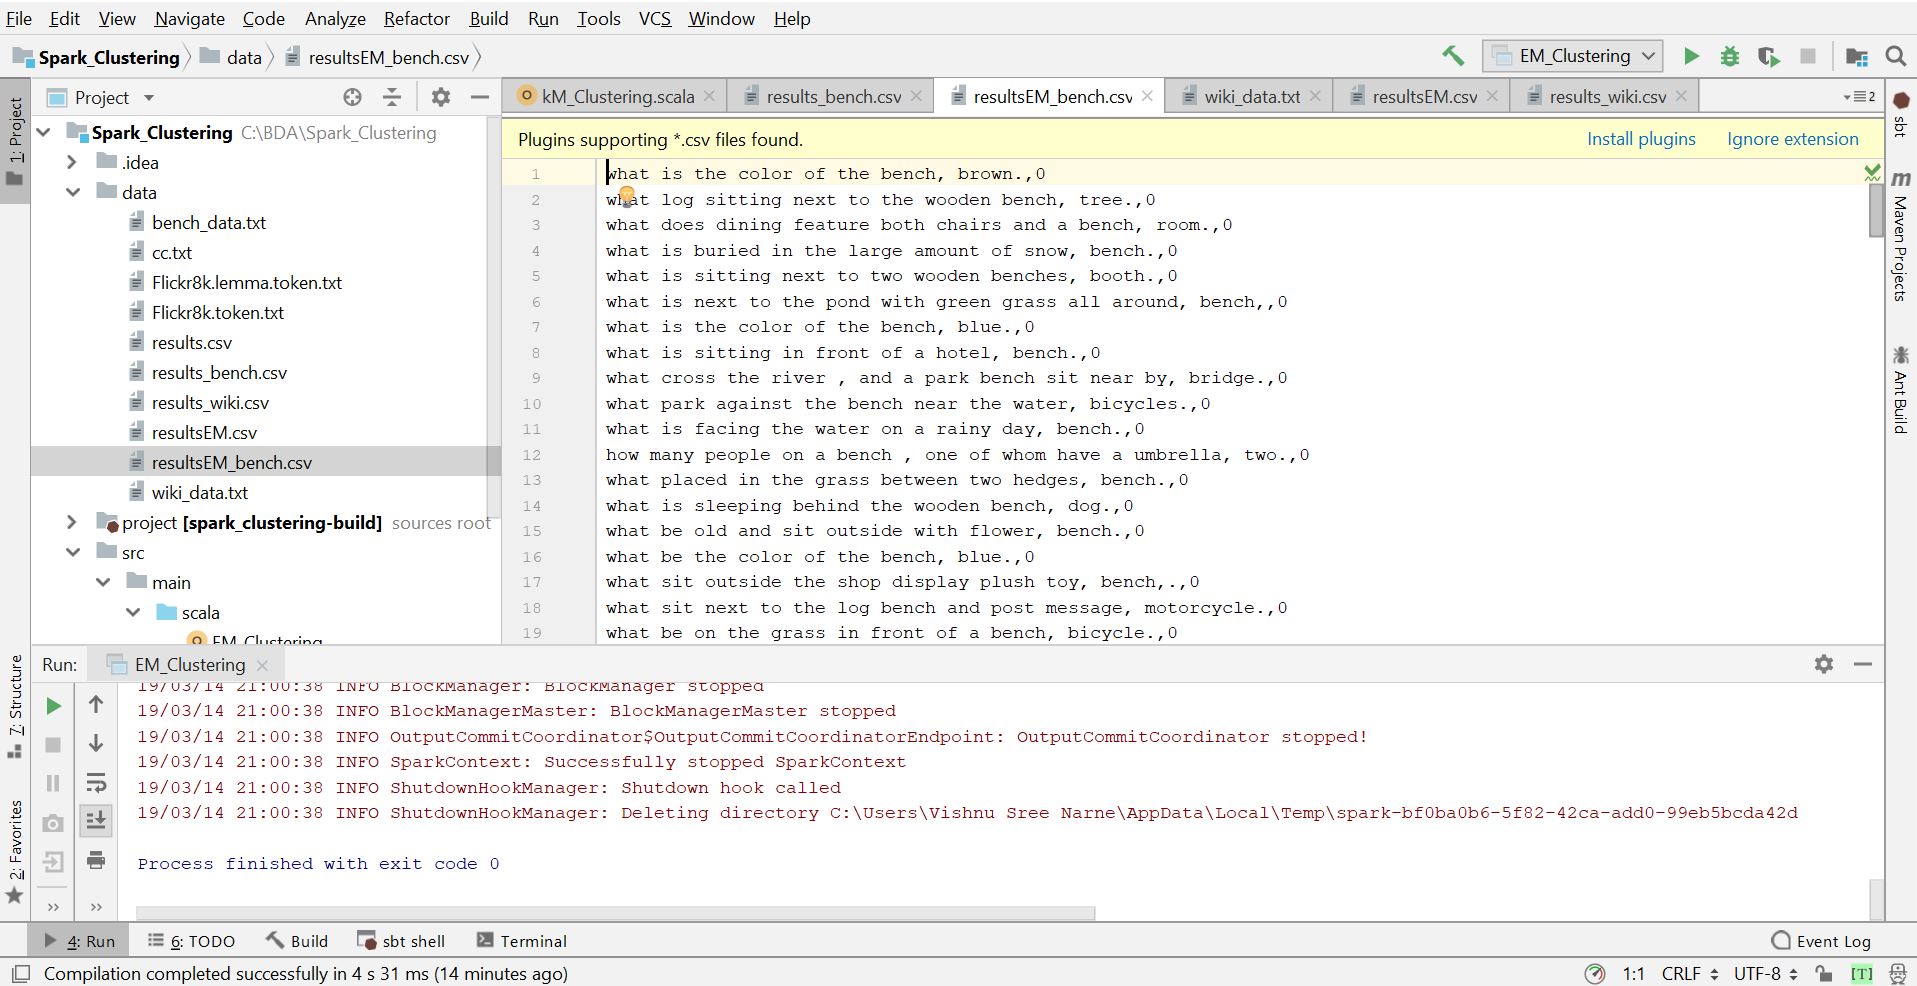 File Edit View Navigate Code Analyze Refactor Build Run Tools VCS Window Help
Spark_Clustering data resultsEM_bench.csv EM_Clustering
Project kM_Clustering.scala results_bench.csv resultsEM_bench.csv wiki_data.txt resultsEM.csv results_wiki.csv 2
1: Project
7: Structure
2: Favorites
Spark_Clustering C:\BDA\Spark_Clustering
.idea
data
bench_data.txt
cc.txt
Flickr8k.lemma.token.txt
Flickr8k.token.txt
results.csv
results_bench.csv
results_wiki.csv
resultsEM.csv
resultsEM_bench.csv
wiki_data.txt
project [spark_clustering-build] sources root
src
main
scala
EM_Clustering
Plugins supporting *.csv files found. Install plugins Ignore extension
1 what is the color of the bench, brown.,0
2 what log sitting next to the wooden bench, tree.,0
3 what does dining feature both chairs and a bench, room.,0
4 what is buried in the large amount of snow, bench.,0
5 what is sitting next to two wooden benches, booth.,0
6 what is next to the pond with green grass all around, bench,,0
7 what is the color of the bench, blue.,0
8 what is sitting in front of a hotel, bench.,0
9 what cross the river , and a park bench sit near by, bridge.,0
10 what park against the bench near the water, bicycles.,0
11 what is facing the water on a rainy day, bench.,0
12 how many people on a bench , one of whom have a umbrella, two.,0
13 what placed in the grass between two hedges, bench.,0
14 what is sleeping behind the wooden bench, dog.,0
15 what be old and sit outside with flower, bench.,0
16 what be the color of the bench, blue.,0
17 what sit outside the shop display plush toy, bench,.,0
18 what sit next to the log bench and post message, motorcycle.,0
19 what be on the grass in front of a bench, bicycle.,0
sbt
m Maven Projects
Ant Build
Run: EM_Clustering
19/03/14 21:00:38 INFO BlockManager: BlockManager stopped
19/03/14 21:00:38 INFO BlockManagerMaster: BlockManagerMaster stopped
19/03/14 21:00:38 INFO OutputCommitCoordinator$OutputCommitCoordinatorEndpoint: OutputCommitCoordinator stopped!
19/03/14 21:00:38 INFO SparkContext: Successfully stopped SparkContext
19/03/14 21:00:38 INFO ShutdownHookManager: Shutdown hook called
19/03/14 21:00:38 INFO ShutdownHookManager: Deleting directory C:\Users\Vishnu Sree Narne\AppData\Local\Temp\spark-bf0ba0b6-5f82-42ca-add0-99eb5bcda42d
Process finished with exit code 0
4: Run 6: TODO Build sbt shell Terminal Event Log
Compilation completed successfully in 4 s 31 ms (14 minutes ago) 1:1 CRLF UTF-8 [T]